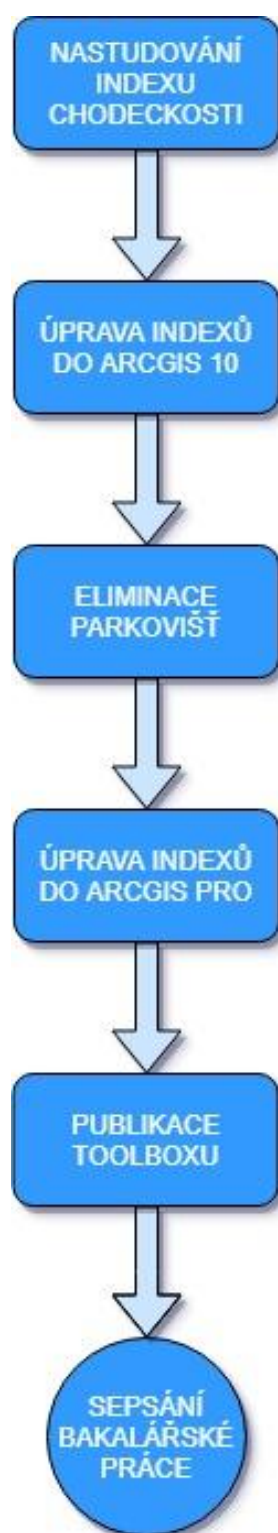 NASTUDOVÁNÍ
INDEXU
CHODECKOSTI
ÚPRAVA INDEXŮ
DO ARCGIS 10
ELIMINACE
PARKOVIŠŤ
ÚPRAVA INDEXŮ
DO ARCGIS PRO
PUBLIKACE
TOOLBOXU
SEPSÁNÍ
BAKALÁŘSKÉ
PRÁCE